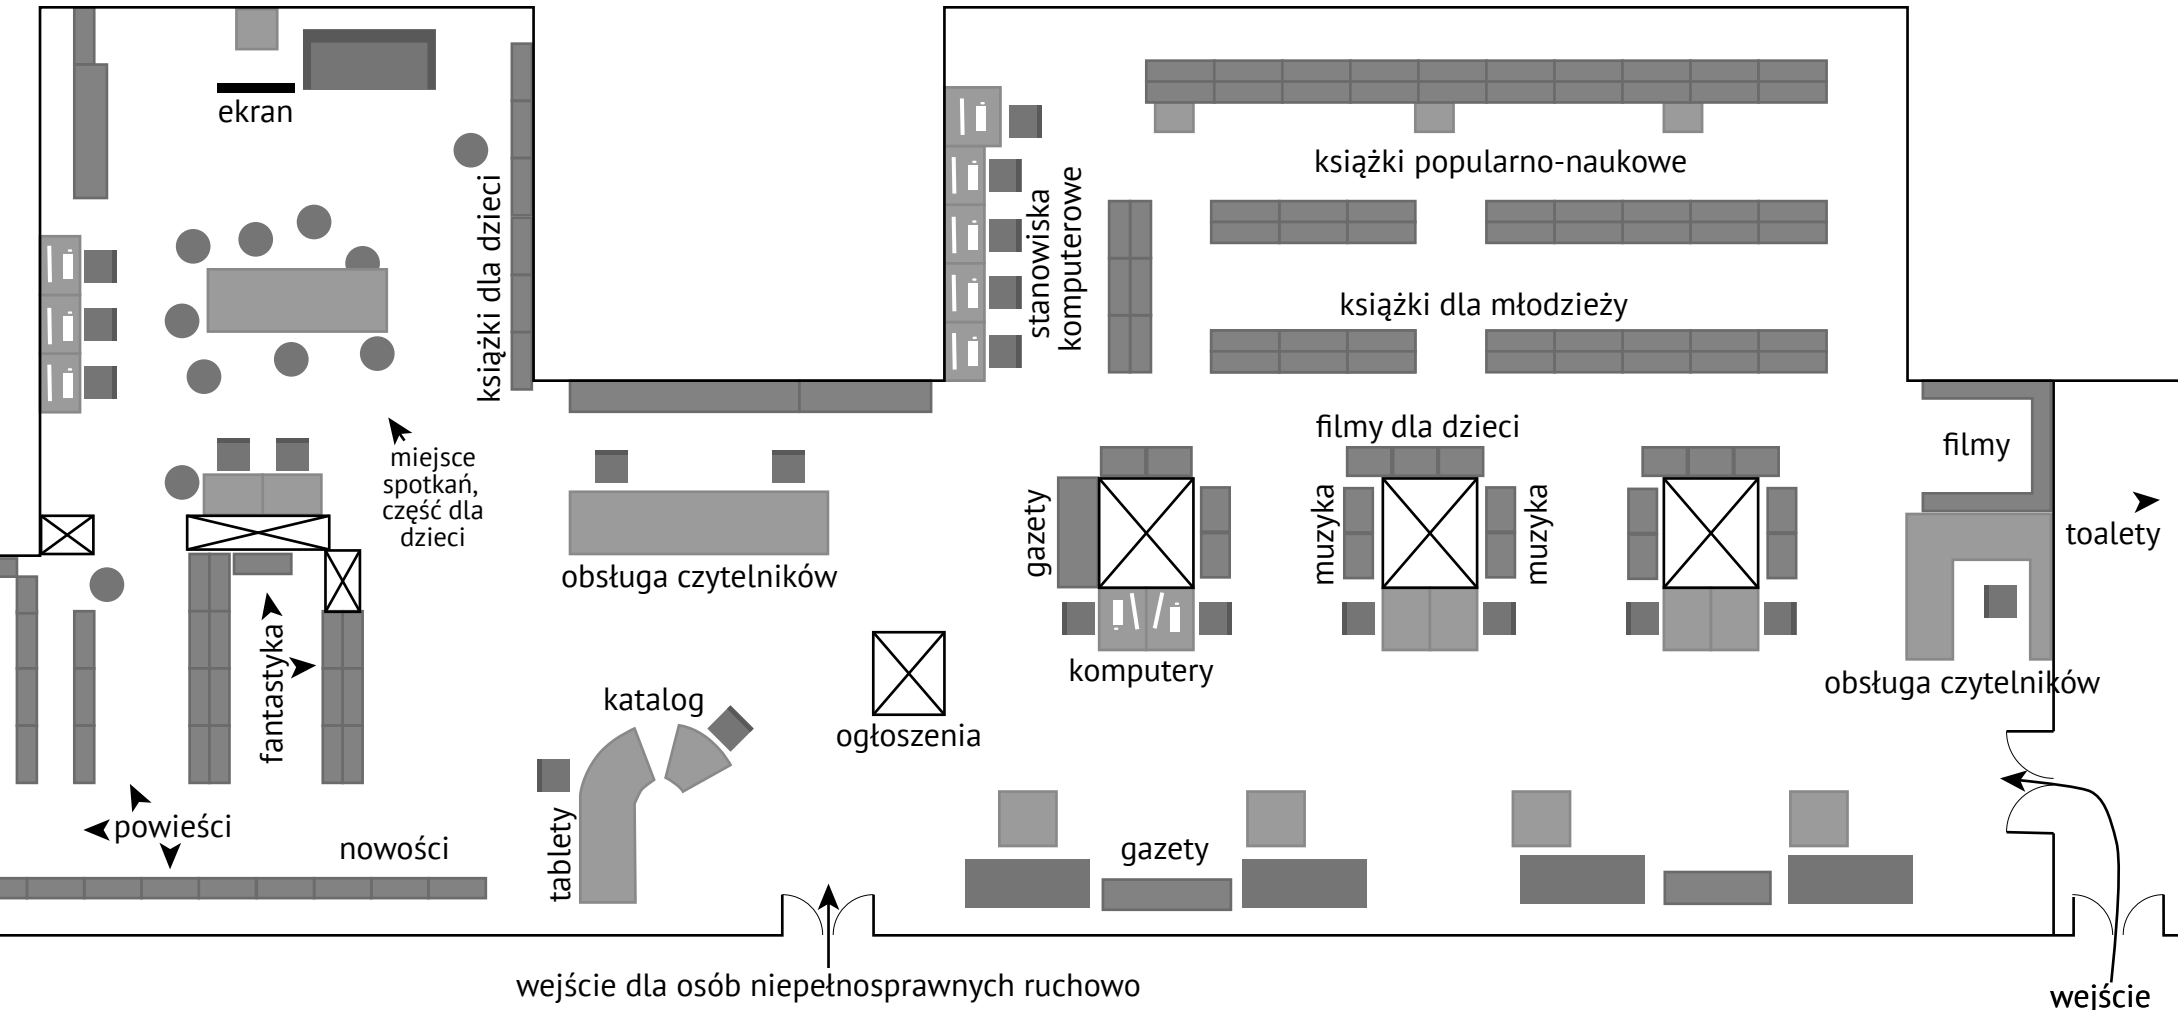 ekran
książki dla dzieci
miejsce
spotkań,
część dla
dzieci
fantastyka
powieści
nowości
obsługa czytelników
katalog
tablety
ogłoszenia
stanowiska
komputerowe
książki popularno-naukowe
książki dla młodzieży
filmy dla dzieci
gazety
muzyka
muzyka
komputery
filmy
toalety
obsługa czytelników
gazety
wejście dla osób niepełnosprawnych ruchowo
wejście